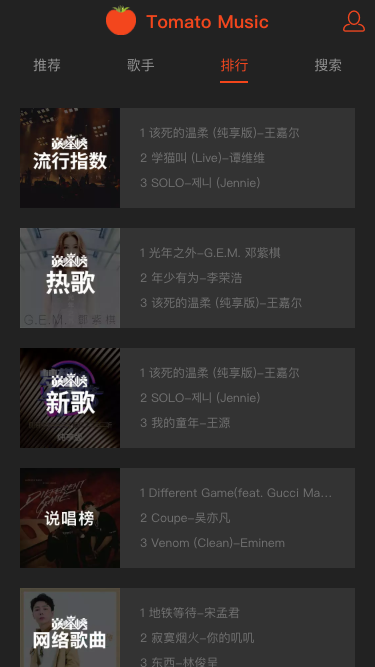 Tomato Music
推荐
歌手
排行
搜索
巅峰榜
流行指数
1 该死的温柔 (纯享版)-王嘉尔
2 学猫叫 (Live)-谭维维
3 SOLO-제니 (Jennie)
巅峰榜
热歌
G.E.M. 邓紫棋
1 光年之外-G.E.M. 邓紫棋
2 年少有为-李荣浩
3 该死的温柔 (纯享版)-王嘉尔
巅峰榜
新歌
纯享版
1 该死的温柔 (纯享版)-王嘉尔
2 SOLO-제니 (Jennie)
3 我的童年-王源
DIFFERENT
GAME
说唱榜
1 Different Game(feat. Gucci Ma...
2 Coupe-吴亦凡
3 Venom (Clean)-Eminem
巅峰榜
网络歌曲
1 地铁等待-宋孟君
2 寂寞烟火-你的叽叽
3 东西-林俊呈